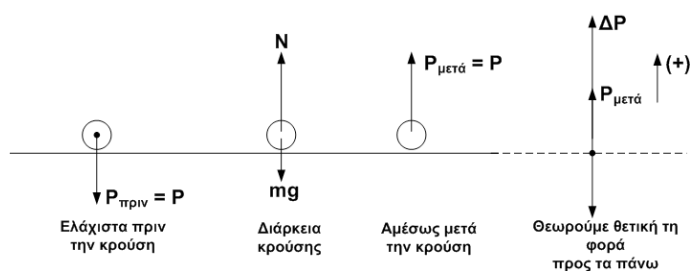 ΔP
N
(+)
Pμετά = P
Pμετά
Pπριν = P
mg
Ελάχιστα πριν
την κρούση
Διάρκεια
κρούσης
Αμέσως μετά
την κρούση
Θεωρούμε θετική τη
φορά
προς τα πάνω